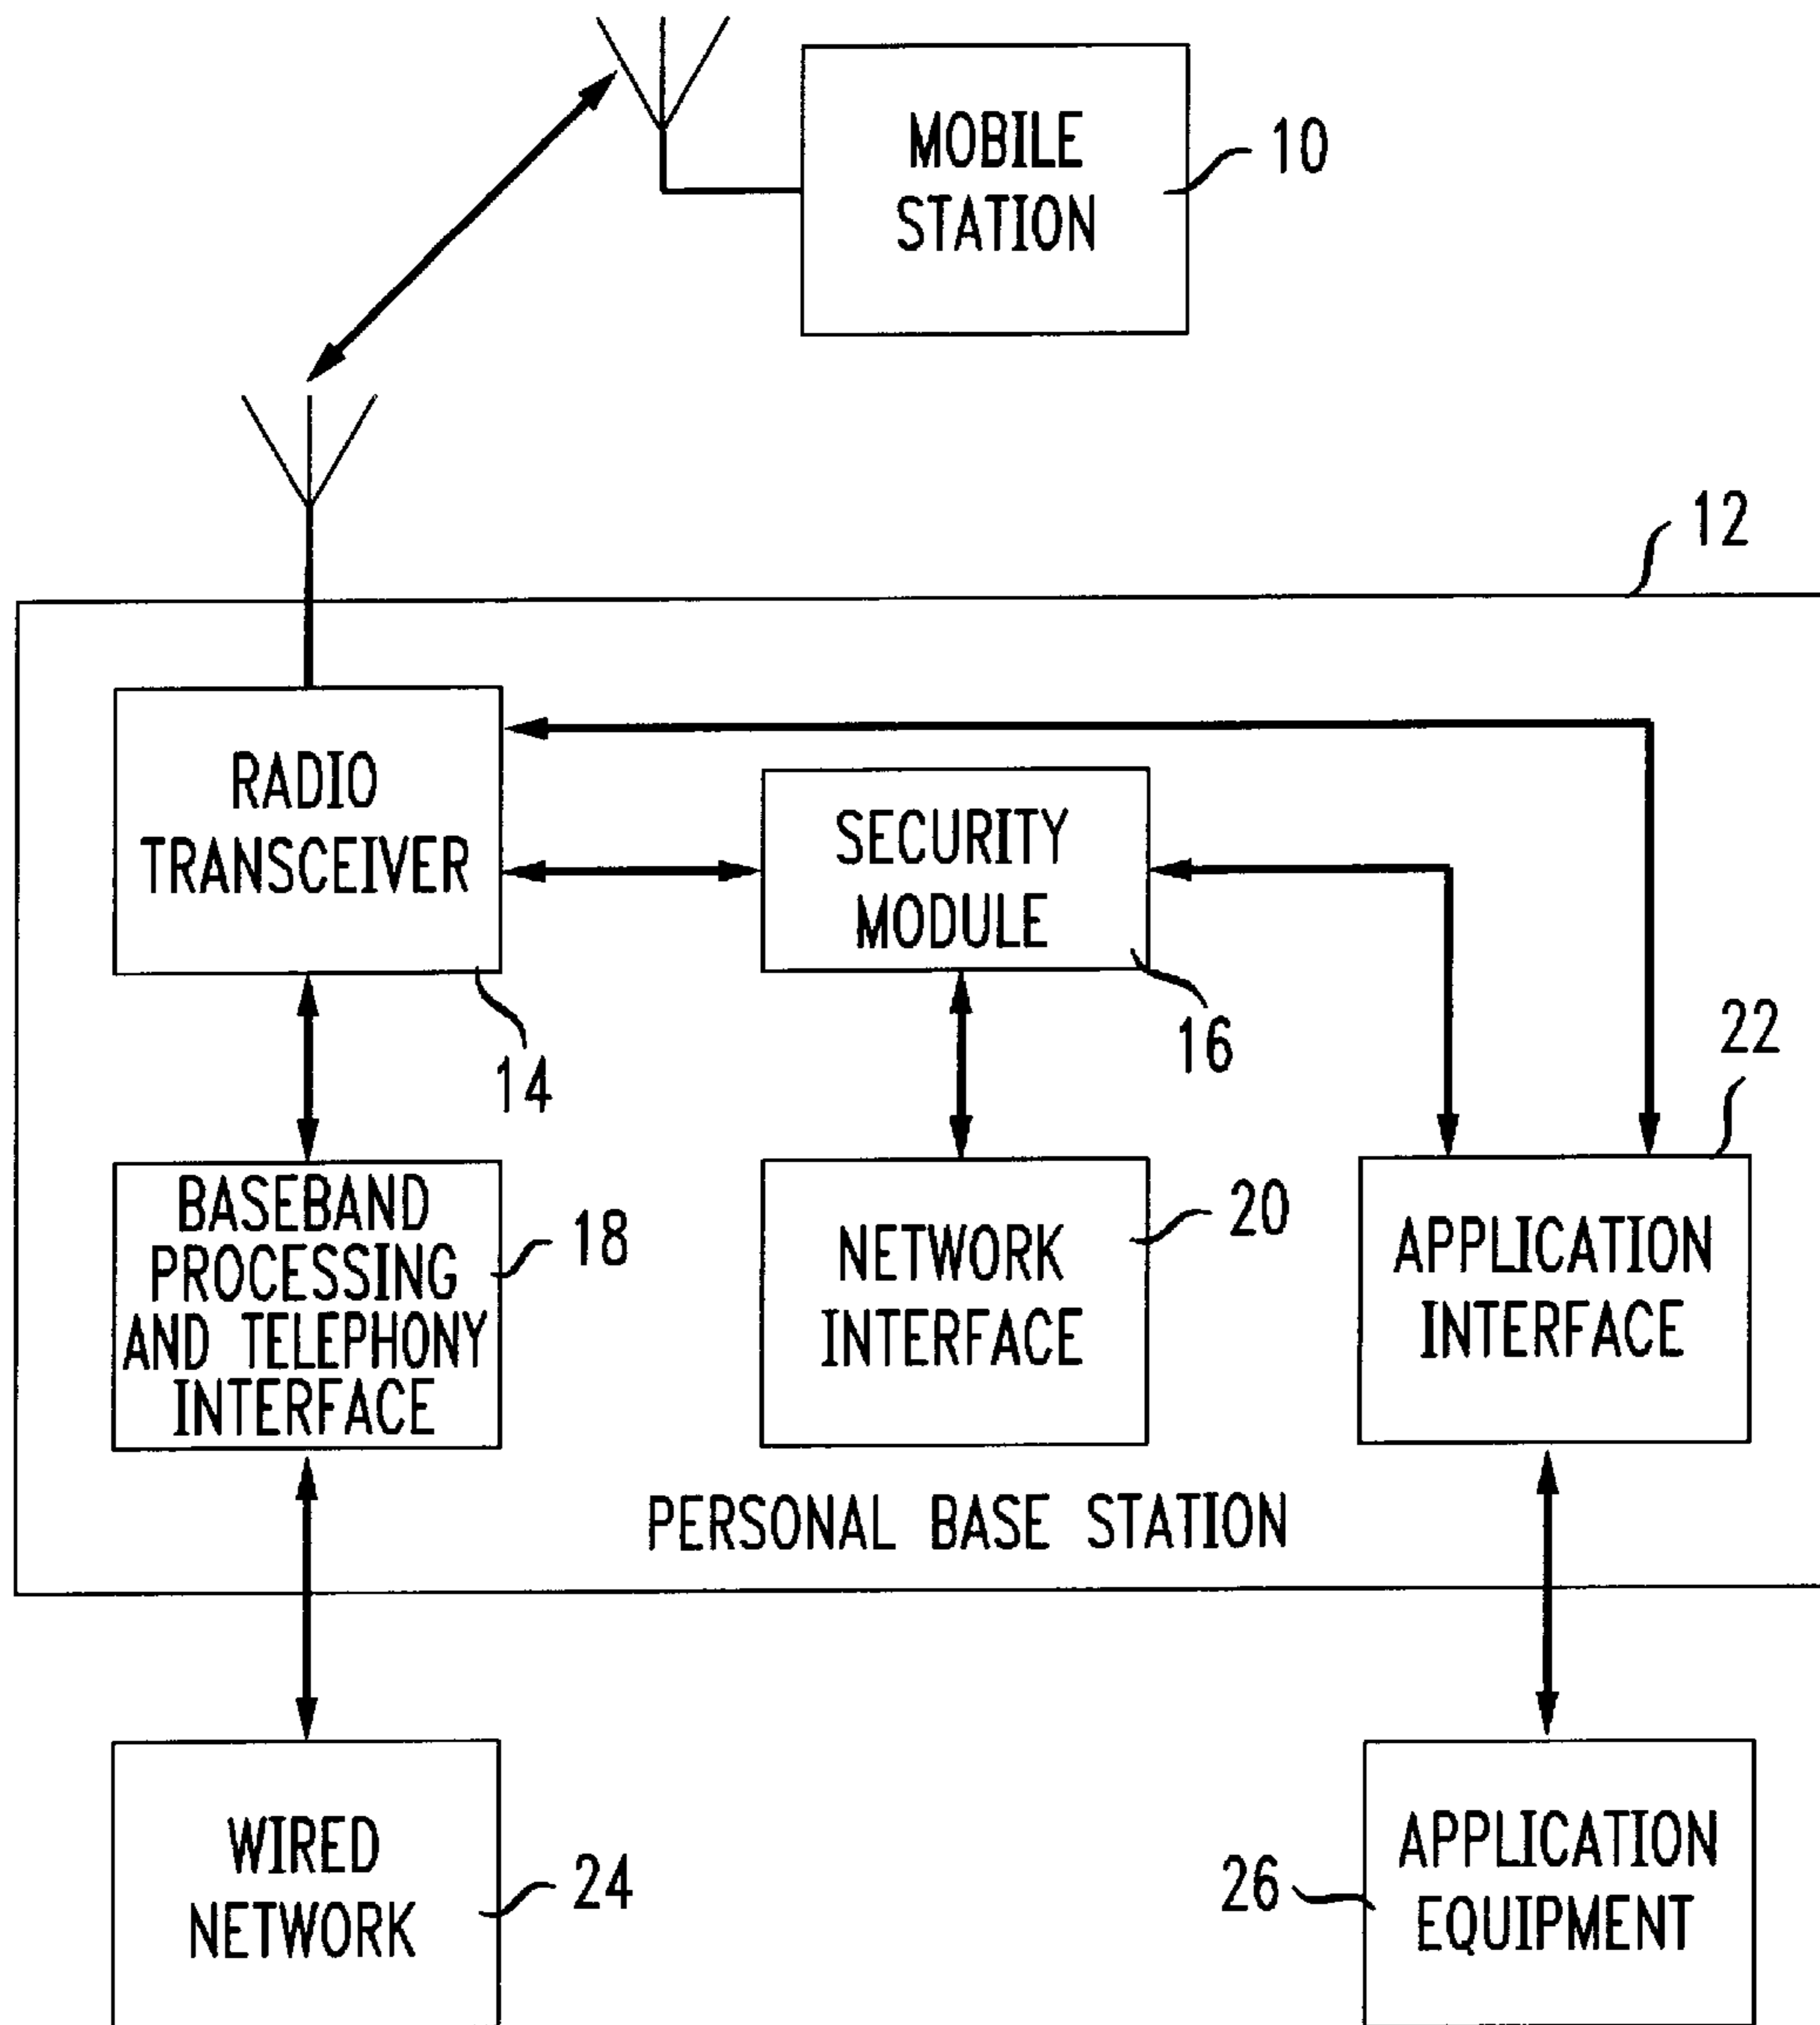 MOBILE
STATION
10
12
RADIO
TRANSCEIVER
14
SECURITY
MODULE
16
22
BASEBAND
PROCESSING
AND TELEPHONY
INTERFACE
18
NETWORK
INTERFACE
20
APPLICATION
INTERFACE
PERSONAL BASE STATION
WIRED
NETWORK
24
26
APPLICATION
EQUIPMENT